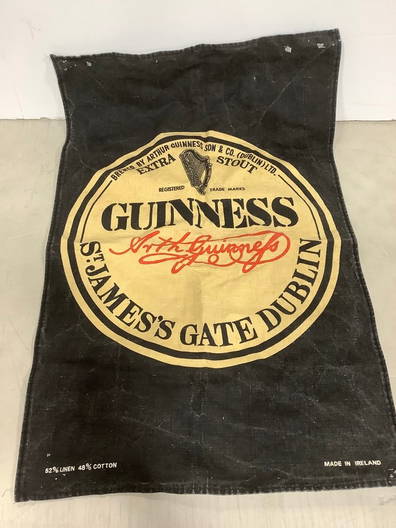 BREWED BY ARTHUR GUINNESS SON & CO. (DUBLIN) LTD.
EXTRA STOUT
REGISTERED TRADE MARKS
GUINNESS
Arth Guinness
ST. JAMES'S GATE DUBLIN
52% LINEN 48% COTTON
MADE IN IRELAND